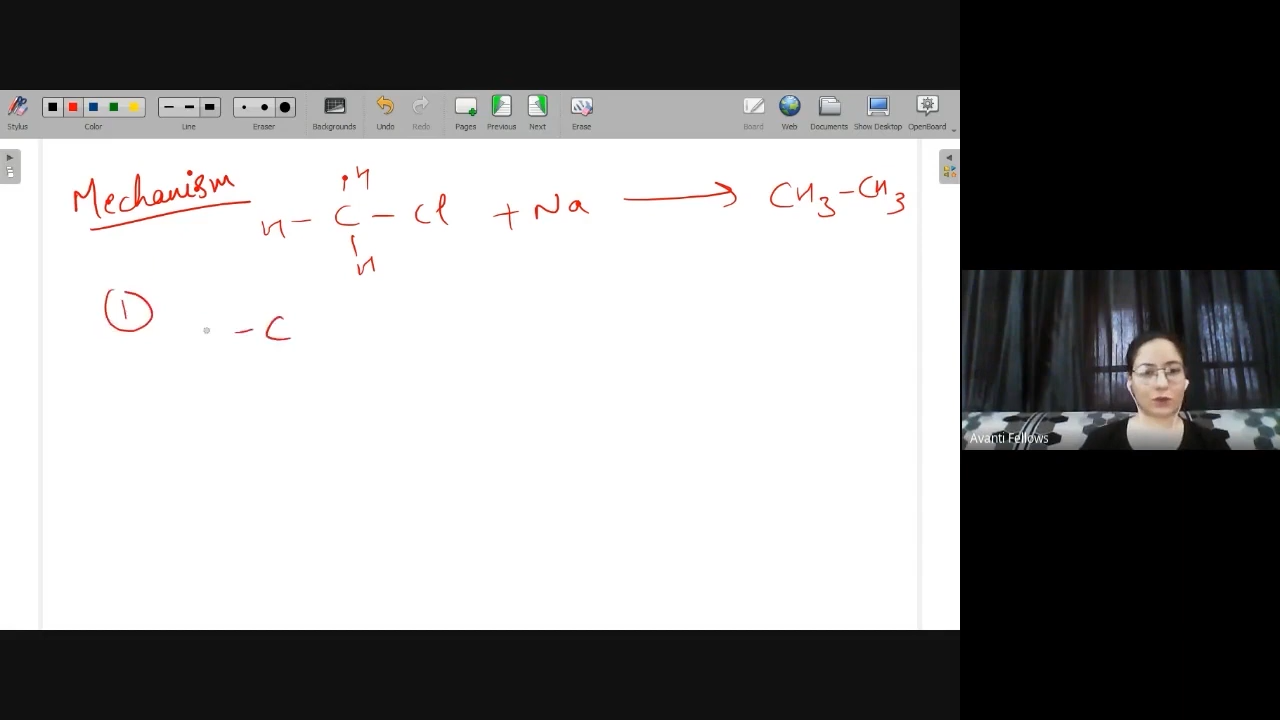 Stylus Color Line Eraser Backgrounds Undo Redo Pages Previous Next Erase Board Web Documents Show Desktop OpenBoard
Mechanism
H
H - C - Cl + Na ⟶ CH3-CH3
H
1 - C
Avanti Fellows